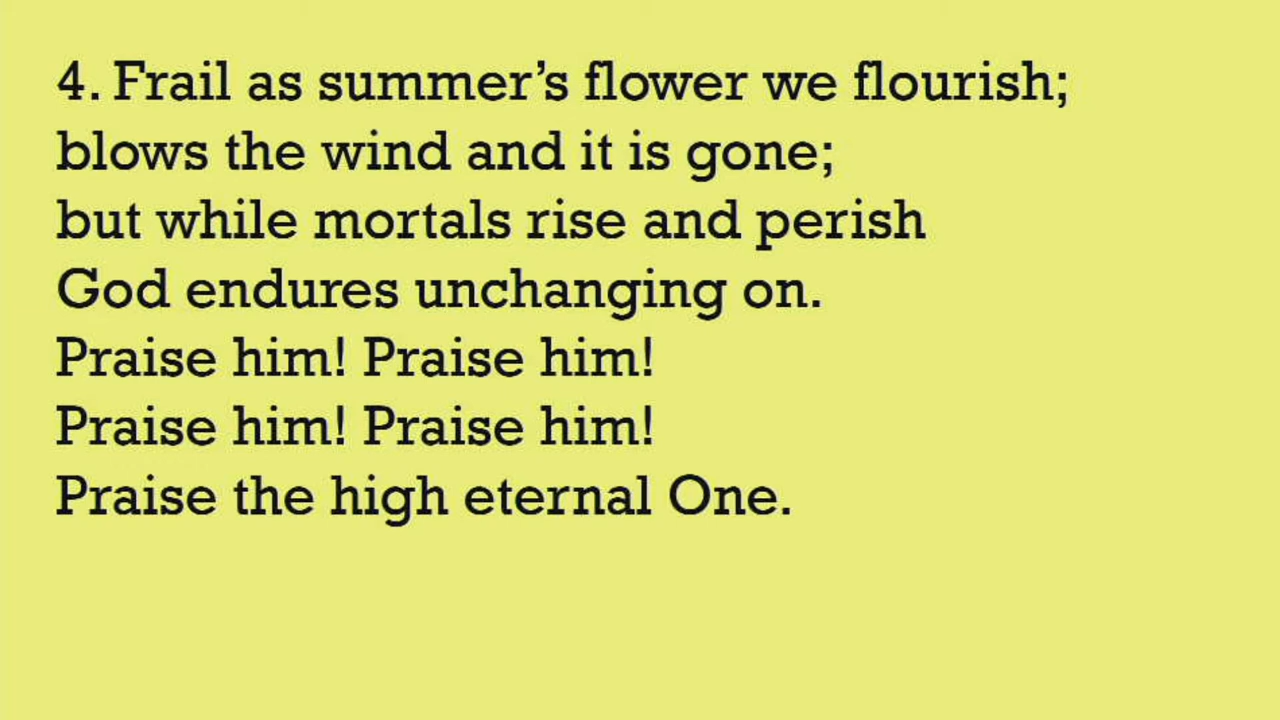 4. Frail as summer’s flower we flourish;
blows the wind and it is gone;
but while mortals rise and perish
God endures unchanging on.
Praise him! Praise him!
Praise him! Praise him!
Praise the high eternal One.